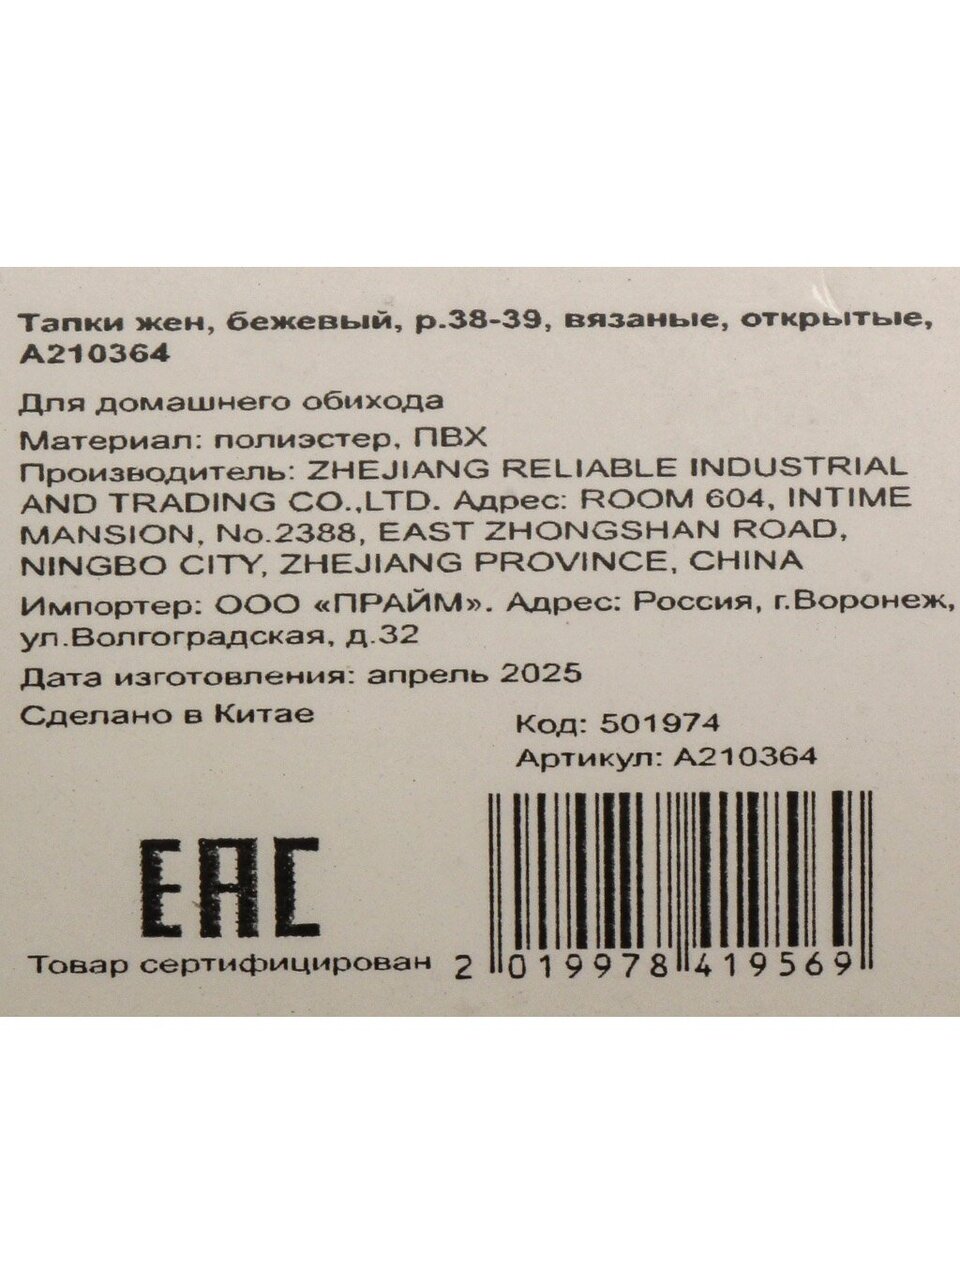 Тапки жен, бежевый, р.38-39, вязаные, открытые,
А210364
Для домашнего обихода
Материал: полиэстер, ПВХ
Производитель: ZHEJIANG RELIABLE INDUSTRIAL
AND TRADING CO.,LTD. Адрес: ROOM 604, INTIME
MANSION, No.2388, EAST ZHONGSHAN ROAD,
NINGBO CITY, ZHEJIANG PROVINCE, CHINA
Импортер: ООО «ПРАЙМ». Адрес: Россия, г.Воронеж,
ул.Волгоградская, д.32
Дата изготовления: апрель 2025
Сделано в Китае
Код: 501974
Артикул: А210364
ЕАС
Товар сертифицирован
2 019978 419569